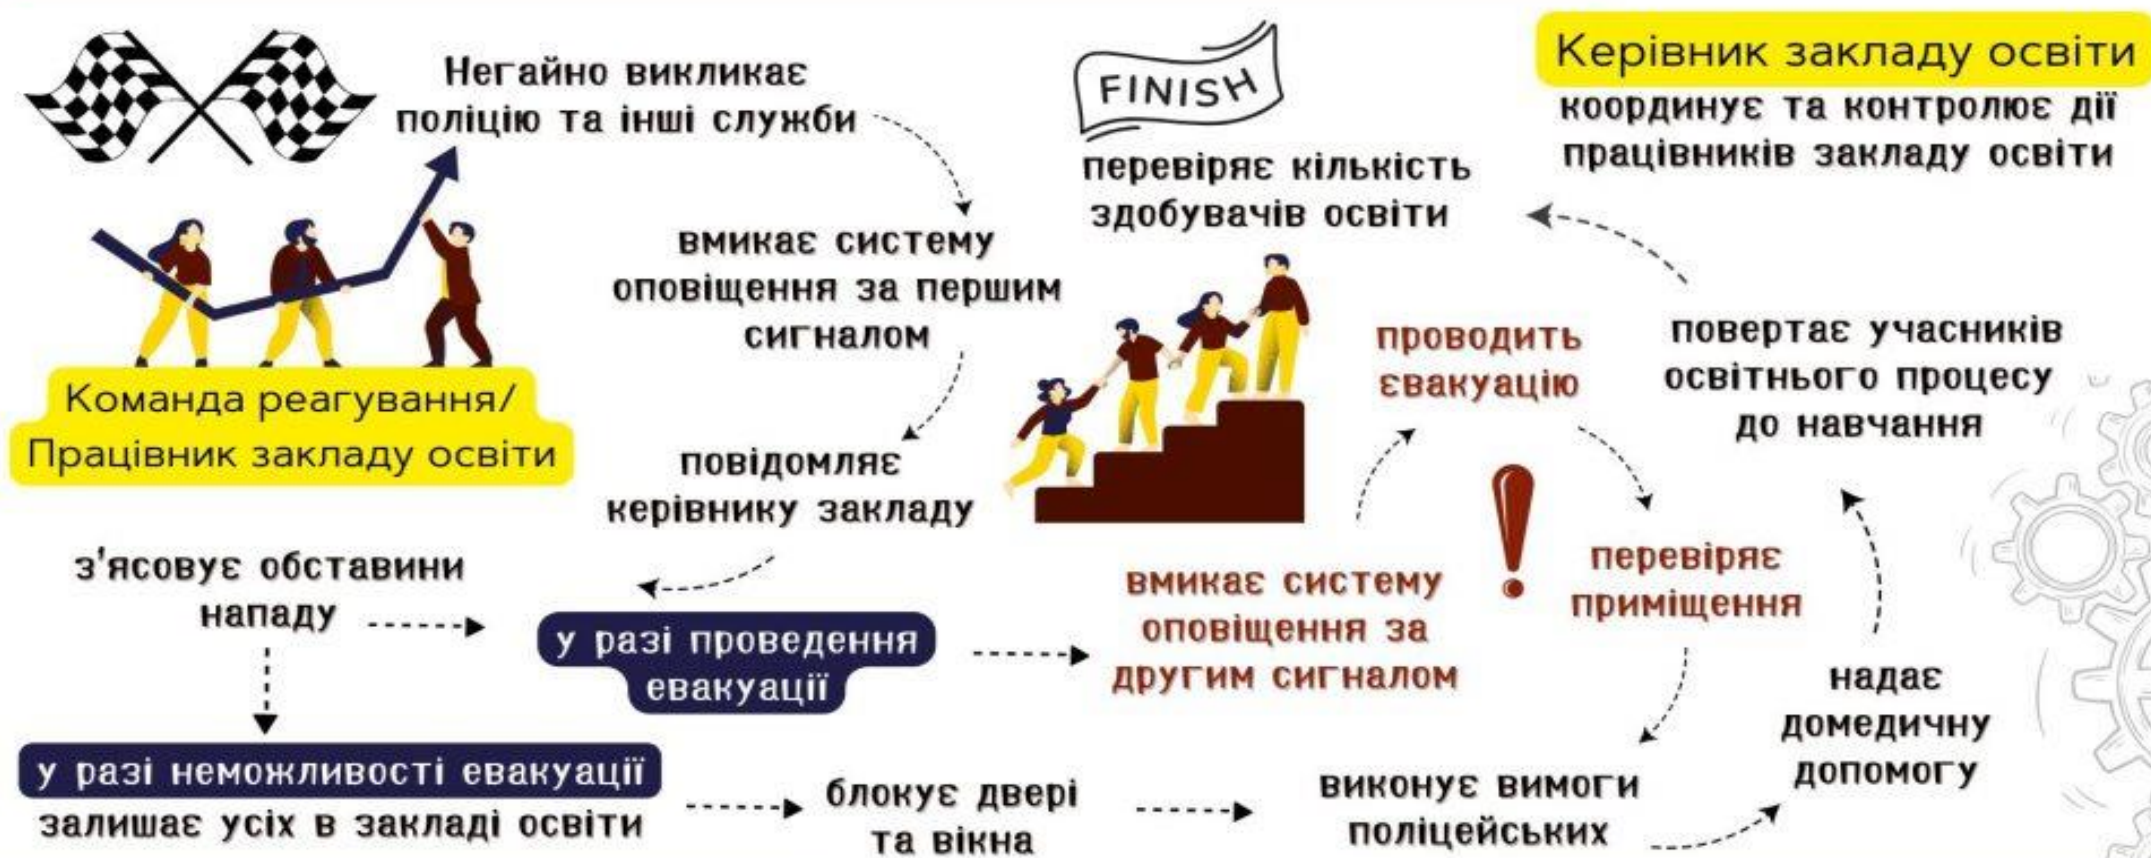 Негайно викликає
поліцію та інші служби
Команда реагування/
Працівник закладу освіти
вмикає систему
оповіщення за першим
сигналом
повідомляє
керівнику закладу
з'ясовує обставини
нападу
у разі проведення
евакуації
вмикає систему
оповіщення за
другим сигналом
проводить
євакуацію
перевіряє
приміщення
у разі неможливості евакуації
залишає усіх в закладі освіти
блокує двері
та вікна
виконує вимоги
поліцейських
надає
домедичну
допомогу
повертає учасників
освітнього процесу
до навчання
FINISH
перевіряє кількість
здобувачів освіти
Керівник закладу освіти
координує та контролює дії
працівників закладу освіти